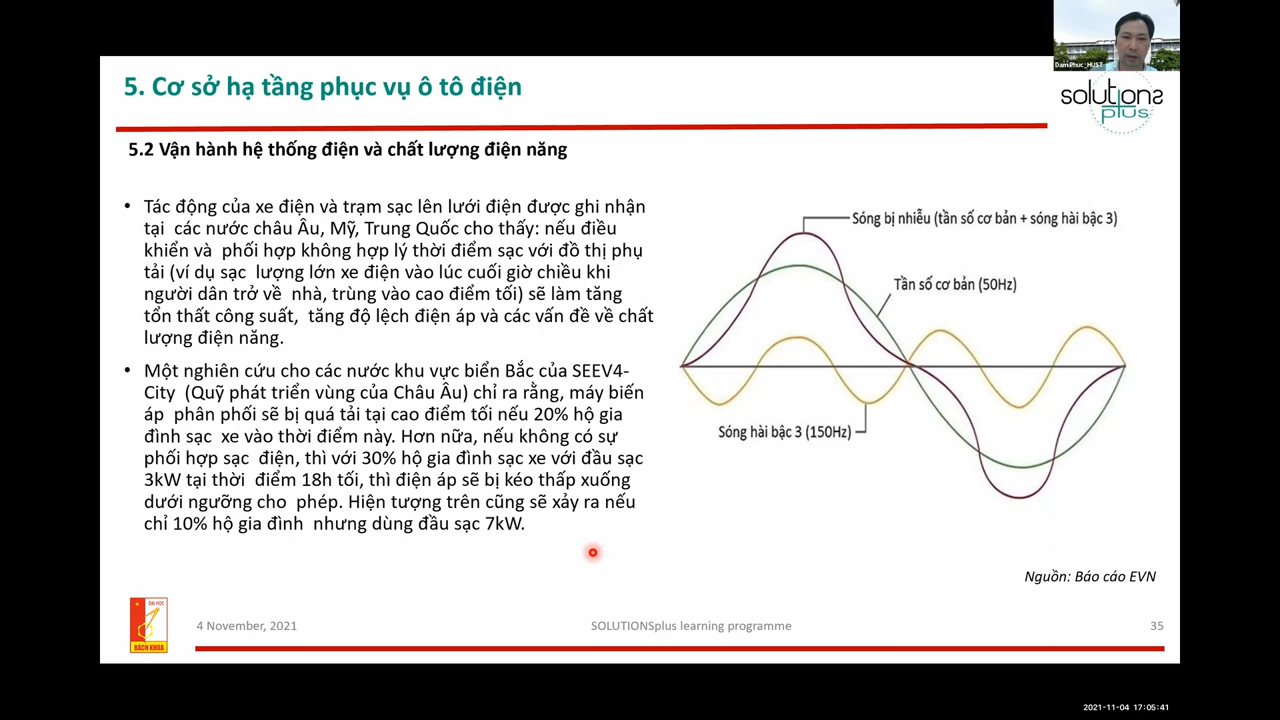 DamPhuc_HUST
5. Cơ sở hạ tầng phục vụ ô tô điện
solutions
plus
5.2 Vận hành hệ thống điện và chất lượng điện năng
• Tác động của xe điện và trạm sạc lên lưới điện được ghi nhận
tại các nước châu Âu, Mỹ, Trung Quốc cho thấy: nếu điều
khiển và phối hợp không hợp lý thời điểm sạc với đồ thị phụ
tải (ví dụ sạc lượng lớn xe điện vào lúc cuối giờ chiều khi
người dân trở về nhà, trùng vào cao điểm tối) sẽ làm tăng
tổn thất công suất, tăng độ lệch điện áp và các vấn đề về chất
lượng điện năng.
• Một nghiên cứu cho các nước khu vực biển Bắc của SEEV4-
City (Quỹ phát triển vùng của Châu Âu) chỉ ra rằng, máy biến
áp phân phối sẽ bị quá tải tại cao điểm tối nếu 20% hộ gia
đình sạc xe vào thời điểm này. Hơn nữa, nếu không có sự
phối hợp sạc điện, thì với 30% hộ gia đình sạc xe với đầu sạc
3kW tại thời điểm 18h tối, thì điện áp sẽ bị kéo thấp xuống
dưới ngưỡng cho phép. Hiện tượng trên cũng sẽ xảy ra nếu
chỉ 10% hộ gia đình nhưng dùng đầu sạc 7kW.
Sóng bị nhiễu (tần số cơ bản + sóng hài bậc 3)
Tần số cơ bản (50Hz)
Sóng hài bậc 3 (150Hz)
Nguồn: Báo cáo EVN
ĐẠI HỌC
BÁCH KHOA
4 November, 2021
SOLUTIONSplus learning programme
35
2021-11-04 17:05:41